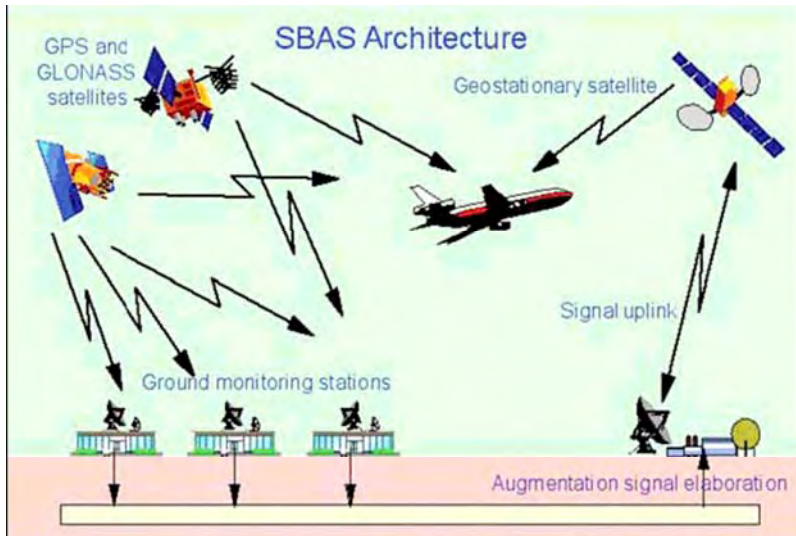 SBAS Architecture
GPS and
GLONASS
satellites
Geostationary satellite
Signal uplink
Ground monitoring stations
Augmentation signal elaboration